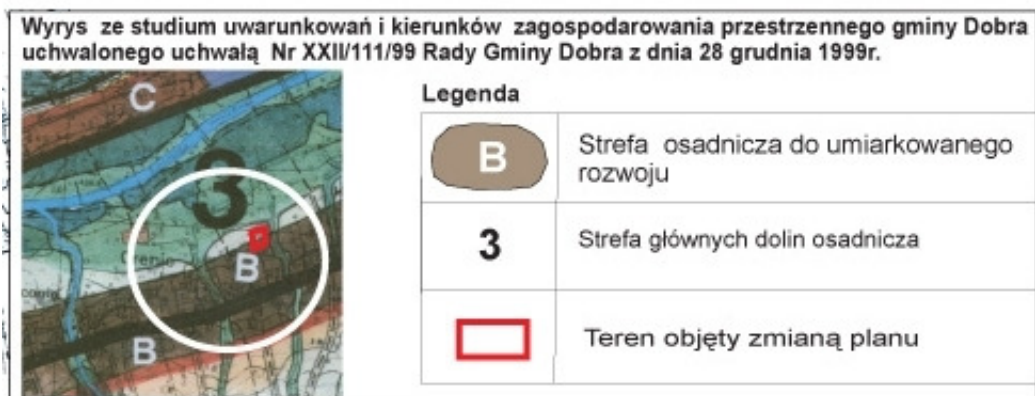 Wyrys ze studium uwarunkowań i kierunków zagospodarowania przestrzennego gminy Dobra
uchwalonego uchwałą Nr XXII/111/99 Rady Gminy Dobra z dnia 28 grudnia 1999r.
Legenda
C
3
B
B
B
Strefa osadnicza do umiarkowanego
rozwoju
3
Strefa głównych dolin osadnicza
Teren objęty zmianą planu